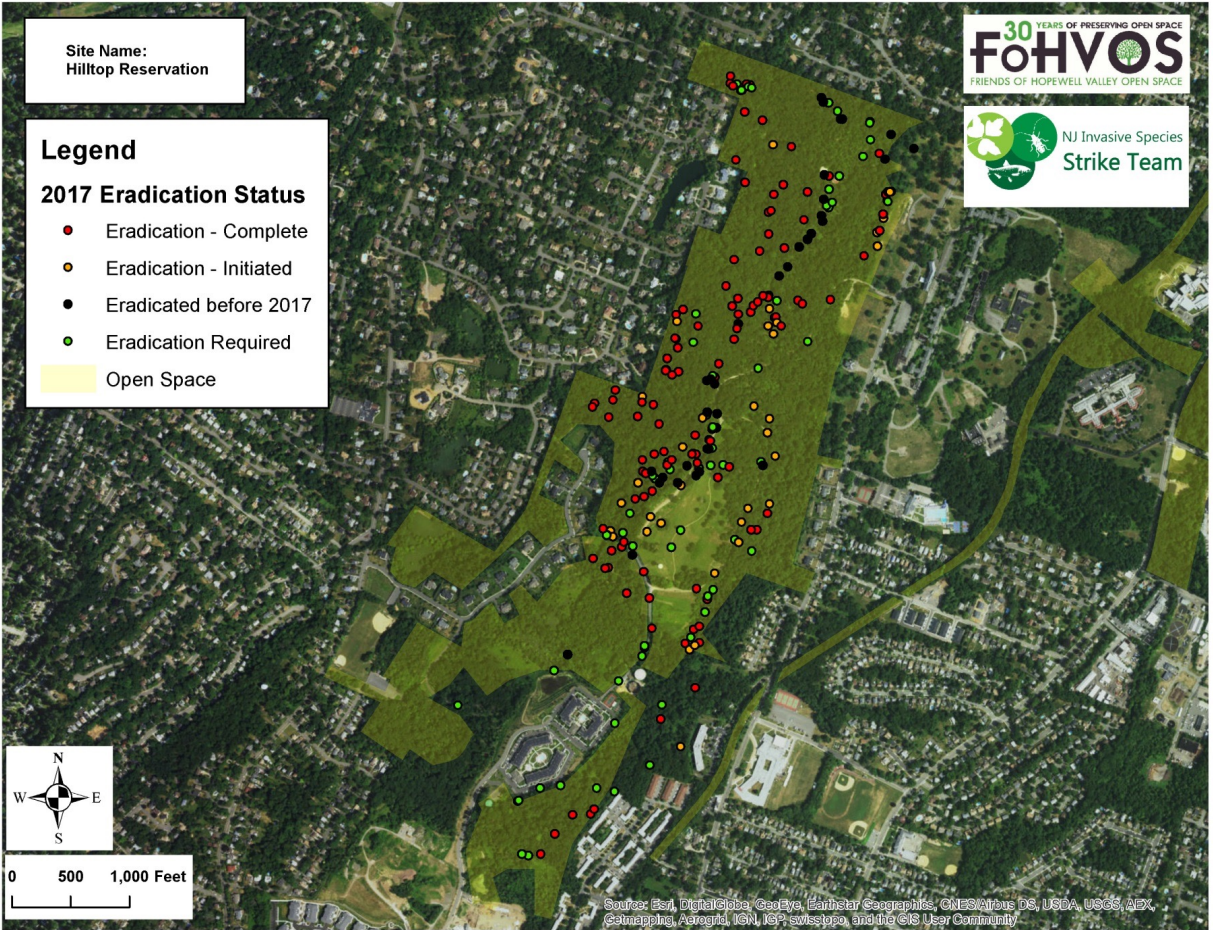 Site Name:
Hilltop Reservation
Legend
2017 Eradication Status
Eradication - Complete
Eradication - Initiated
Eradicated before 2017
Eradication Required
Open Space
30 YEARS OF PRESERVING OPEN SPACE
FOHVOS
FRIENDS OF HOPEWELL VALLEY OPEN SPACE
NJ Invasive Species
Strike Team
N
W E
S
0 500 1,000 Feet
Source: Esri, DigitalGlobe, GeoEye, Earthstar Geographics, CNES/Airbus DS, USDA, USGS, AEX,
Getmapping, Aerogrid, IGN, IGP, swisstopo, and the GIS User Community